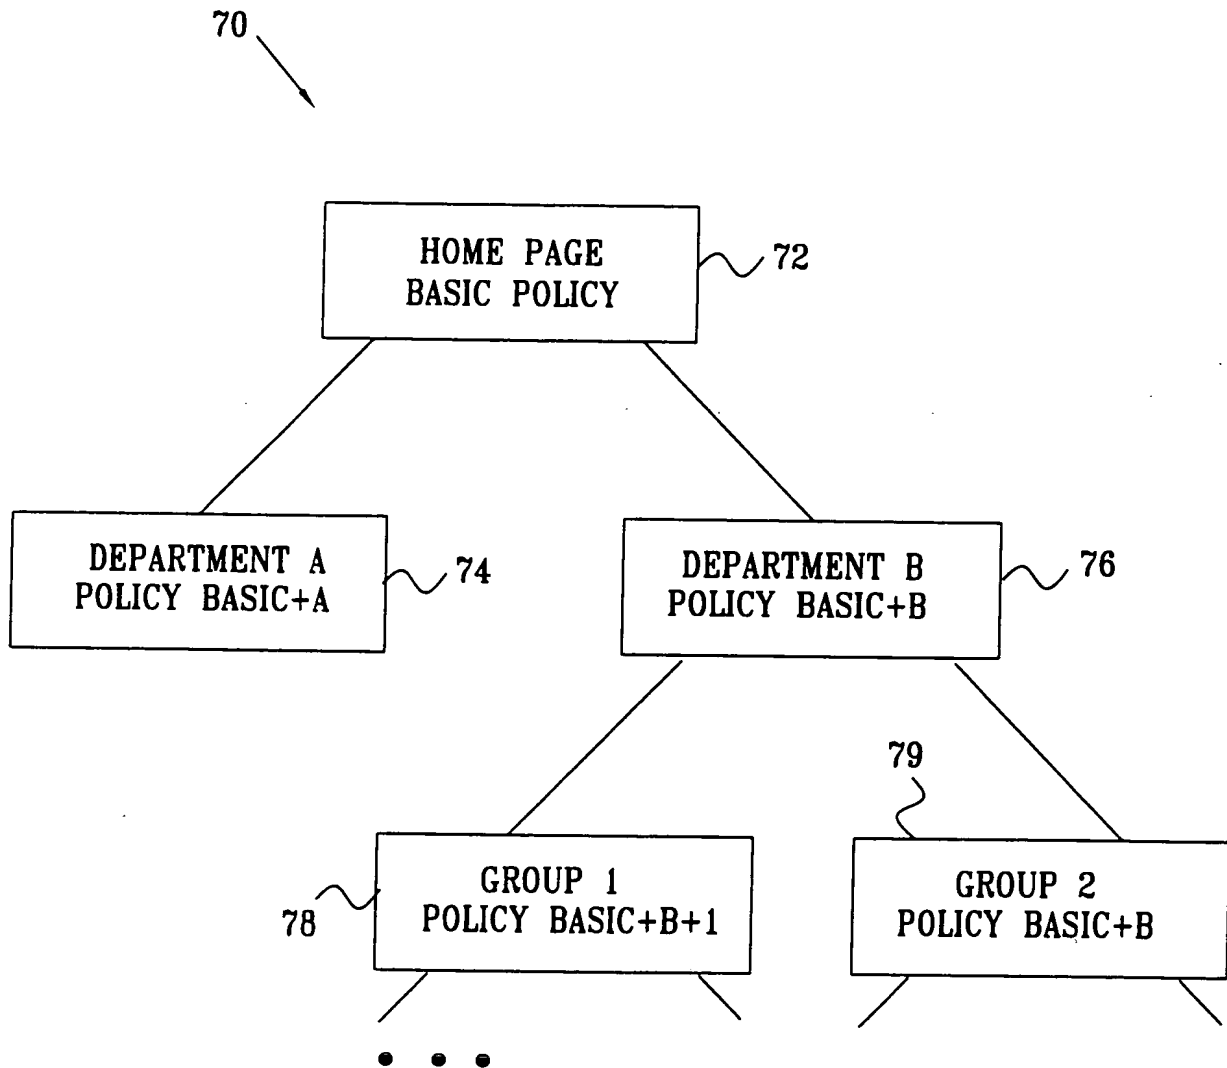 70
HOME PAGE
BASIC POLICY
72
DEPARTMENT A
POLICY BASIC+A
74
DEPARTMENT B
POLICY BASIC+B
76
79
GROUP 1
POLICY BASIC+B+1
78
GROUP 2
POLICY BASIC+B